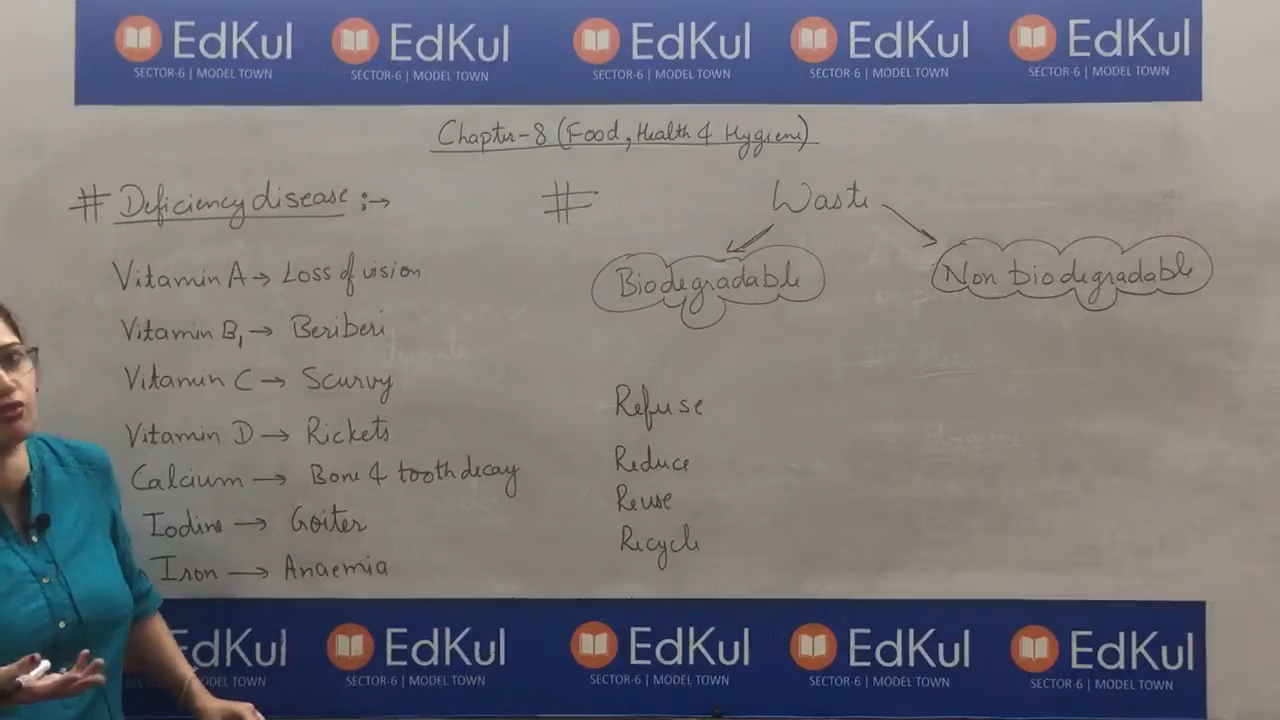 EdKul EdKul EdKul EdKul EdKul
SECTOR-6 | MODEL TOWN SECTOR-6 | MODEL TOWN SECTOR-6 | MODEL TOWN SECTOR-6 | MODEL TOWN SECTOR-6 | MODEL TOWN
Chapter-8 (Food, Health & Hygiene)
# Deficiency disease :→
Vitamin A → Loss of vision
Vitamin B1 → Beriberi
Vitamin C → Scurvy
Vitamin D → Rickets
Calcium → Bone & tooth decay
Iodine → Goiter
Iron → Anaemia
# Waste
Biodegradable Non biodegradable
Refuse
Reduce
Reuse
Recycle
EdKul EdKul EdKul EdKul EdKul
MODEL TOWN SECTOR-6 | MODEL TOWN SECTOR-6 | MODEL TOWN SECTOR-6 | MODEL TOWN SECTOR-6 | MODEL TOWN